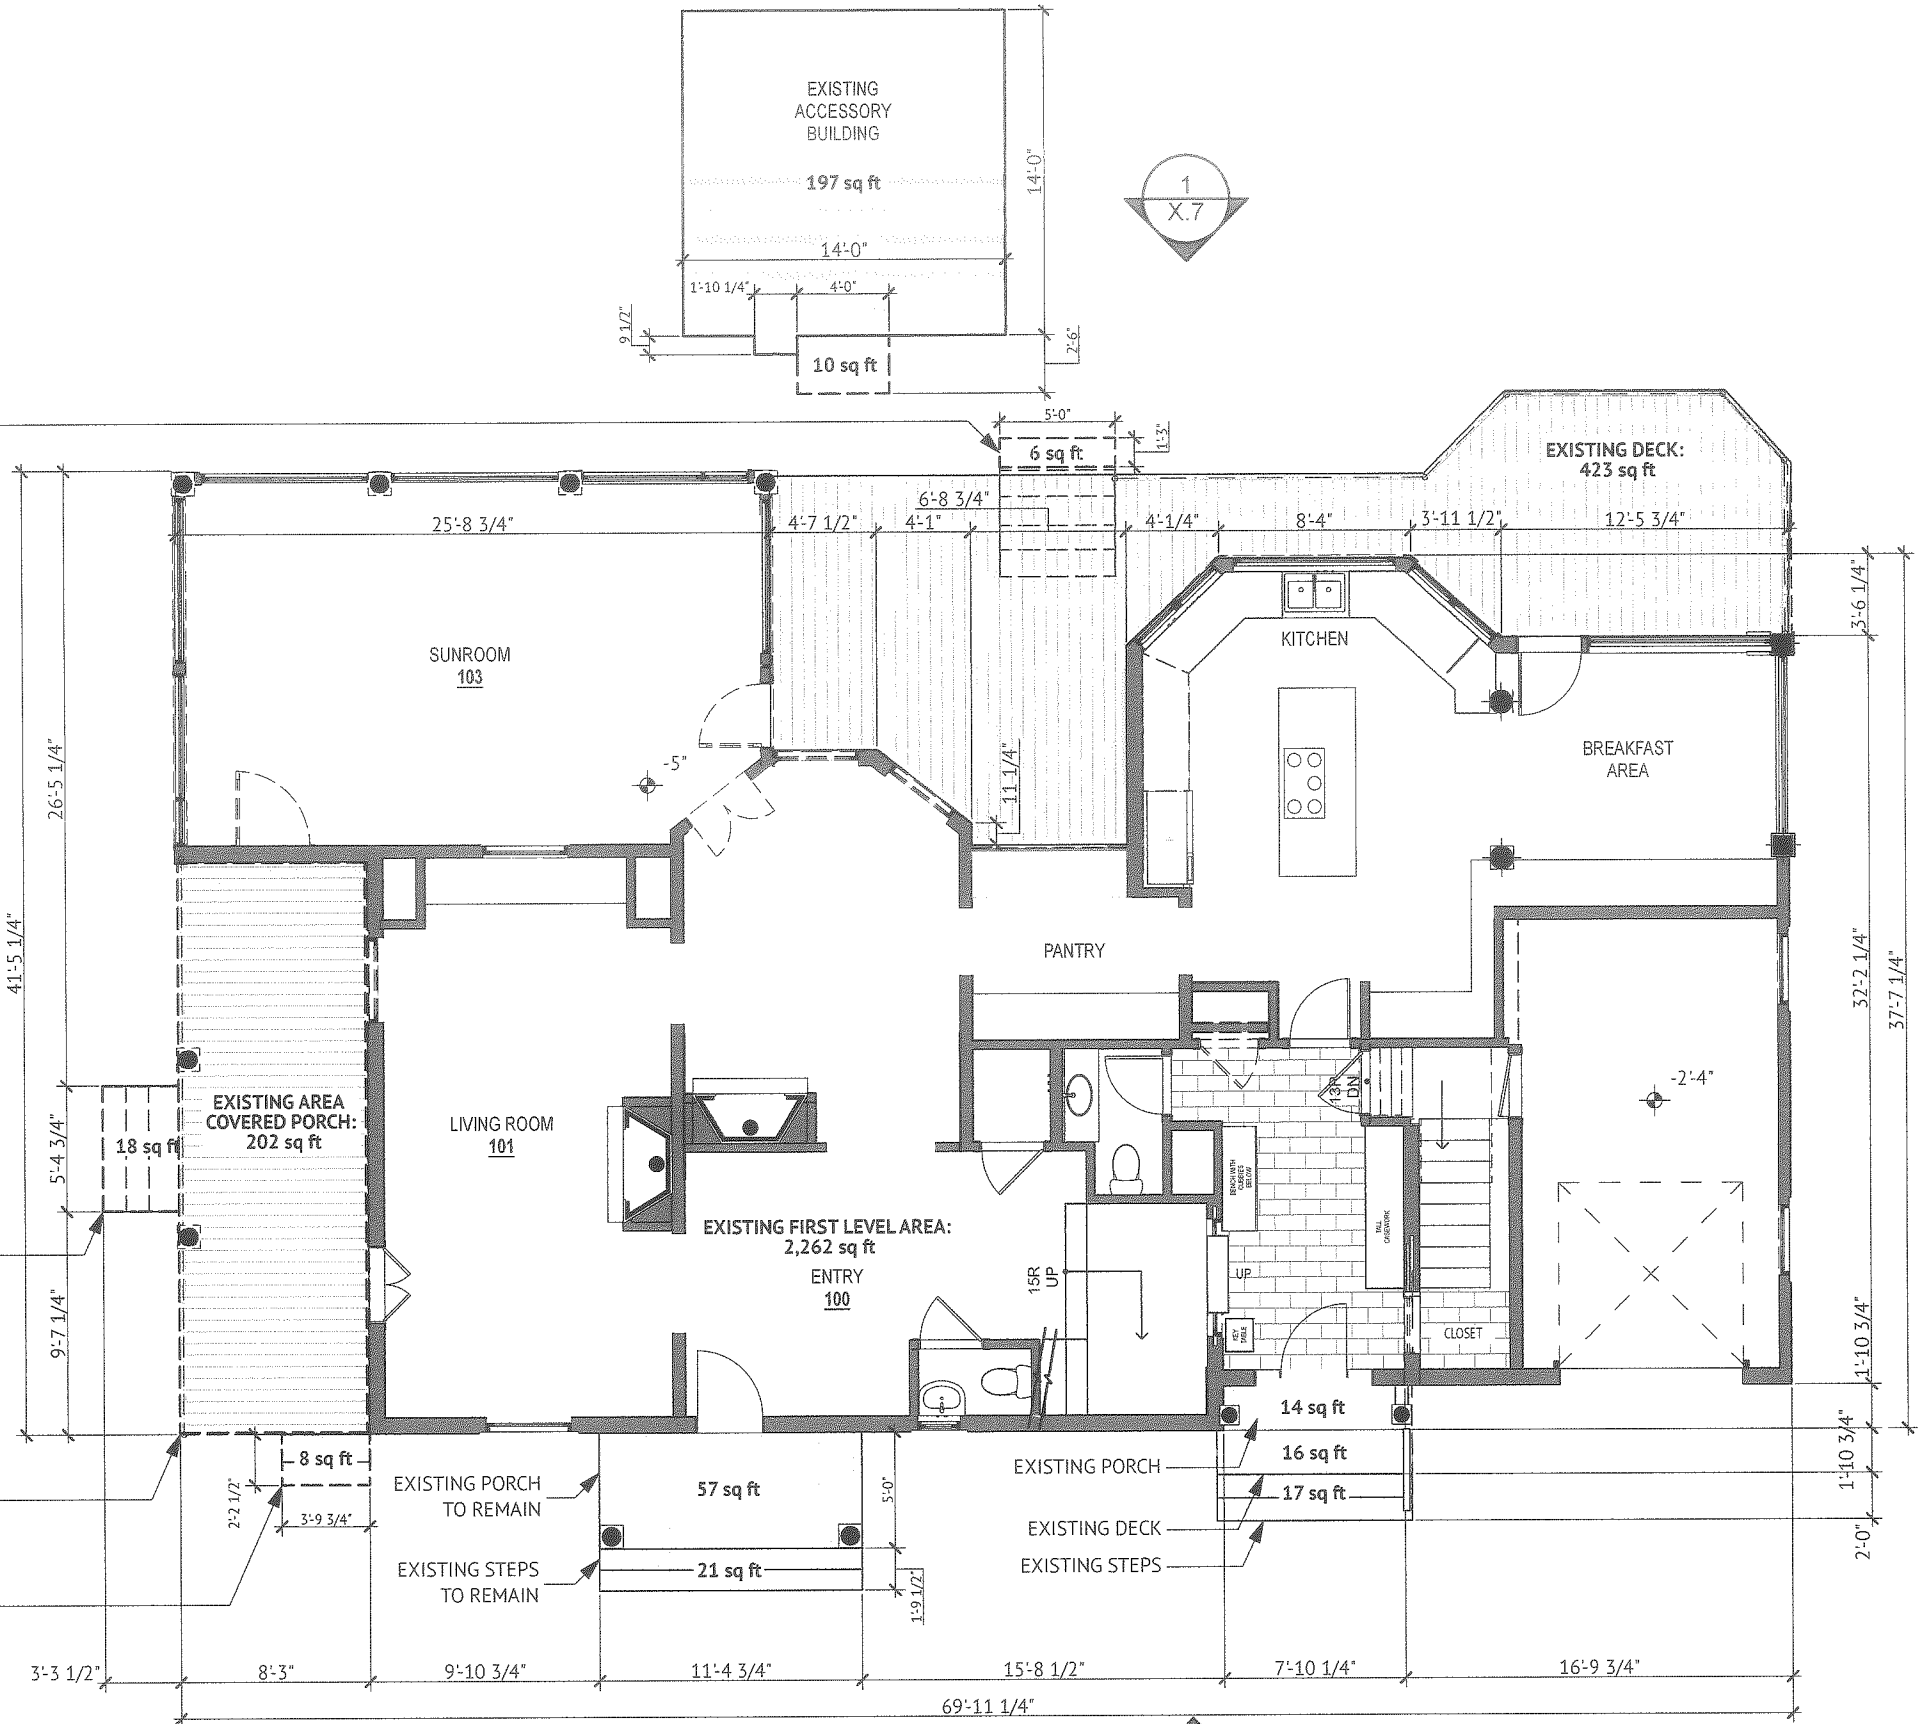 EXISTING
ACCESSORY
BUILDING
197 sq ft
14'-0"
14'-0"
1'-10 1/4"
4'-0"
9 1/2"
2'-6"
10 sq ft
1
X.7
5'-0"
6 sq ft
1'-3"
EXISTING DECK:
423 sq ft
6'-8 3/4"
25'-8 3/4"
4'-7 1/2"
4'-1"
4'-1/4"
8'-4"
3'-11 1/2"
12'-5 3/4"
3'-6 1/4"
KITCHEN
SUNROOM
103
BREAKFAST
AREA
-5"
11 1/4"
26'-5 1/4"
41'-5 1/4"
PANTRY
32'-2 1/4"
37'-7 1/4"
-2'-4"
13R
DN
EXISTING AREA
COVERED PORCH:
202 sq ft
18 sq ft
5'-4 3/4"
LIVING ROOM
101
BENCH WITH
CUBBIES
BELOW
TALL
CASEWORK
EXISTING FIRST LEVEL AREA:
2,262 sq ft
ENTRY
100
15R
UP
UP
KEY
TABLE
CLOSET
9'-7 1/4"
1'-10 3/4"
14 sq ft
8 sq ft
2'-2 1/2"
3'-9 3/4"
EXISTING PORCH
TO REMAIN
57 sq ft
5'-0"
EXISTING PORCH
16 sq ft
17 sq ft
1'-10 3/4"
EXISTING DECK
EXISTING STEPS
2'-0"
EXISTING STEPS
TO REMAIN
21 sq ft
1'-9 1/2"
3'-3 1/2"
8'-3"
9'-10 3/4"
11'-4 3/4"
15'-8 1/2"
7'-10 1/4"
16'-9 3/4"
69'-11 1/4"